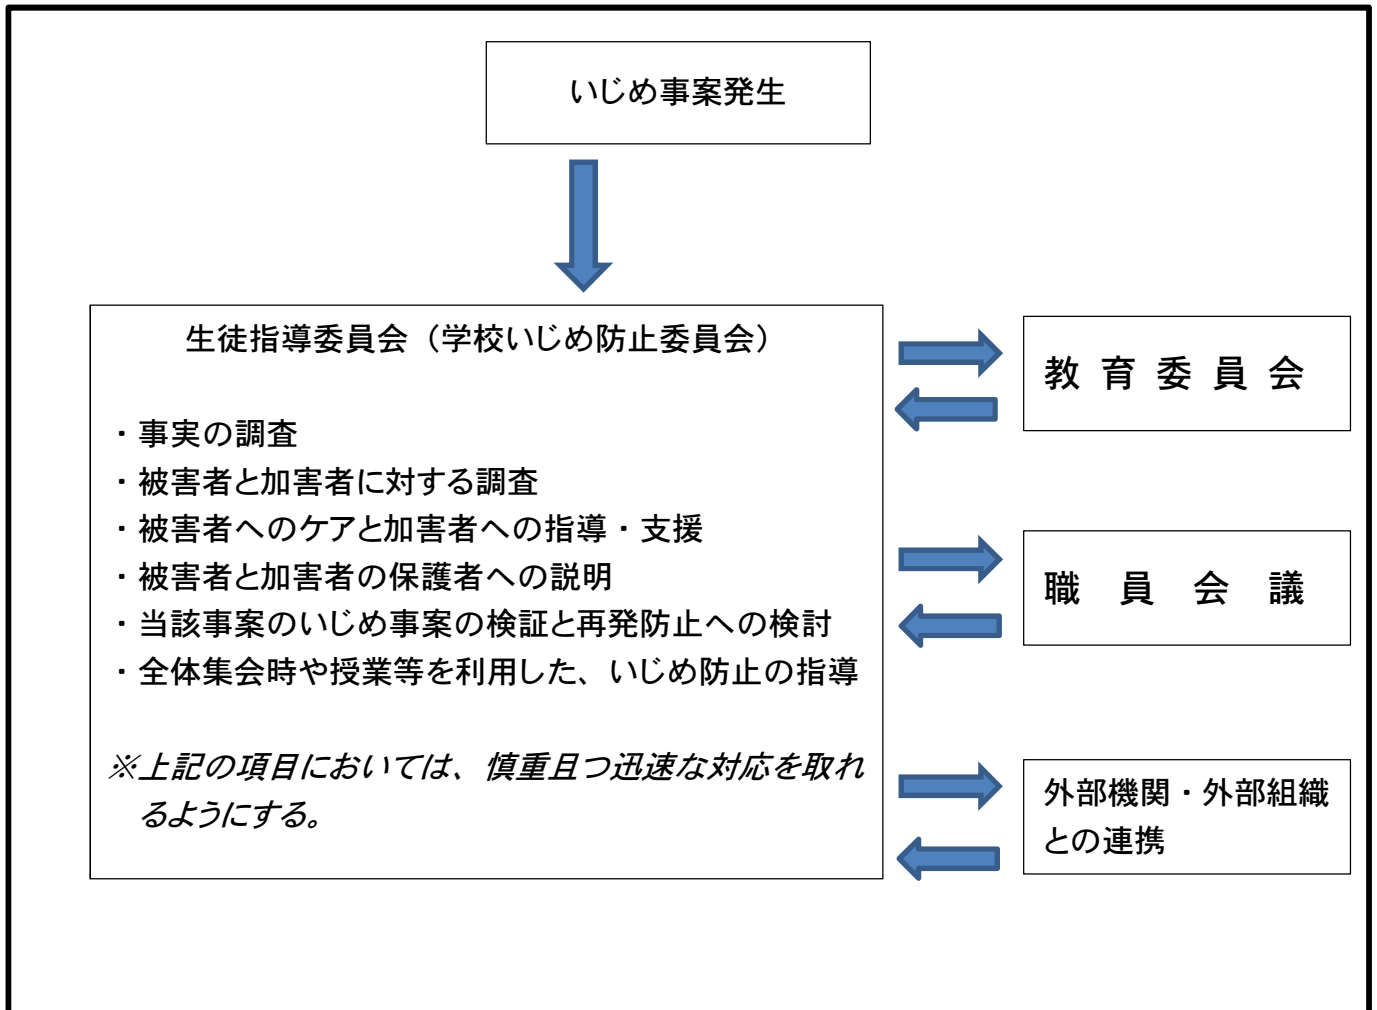 いじめ事案発生
生徒指導委員会（学校いじめ防止委員会）
・事実の調査
・被害者と加害者に対する調査
・被害者へのケアと加害者への指導・支援
・被害者と加害者の保護者への説明
・当該事案のいじめ事案の検証と再発防止への検討
・全体集会時や授業等を利用した、いじめ防止の指導
※上記の項目においては、慎重且つ迅速な対応を取れ
るようにする。
教育委員会
職員会議
外部機関・外部組織
との連携